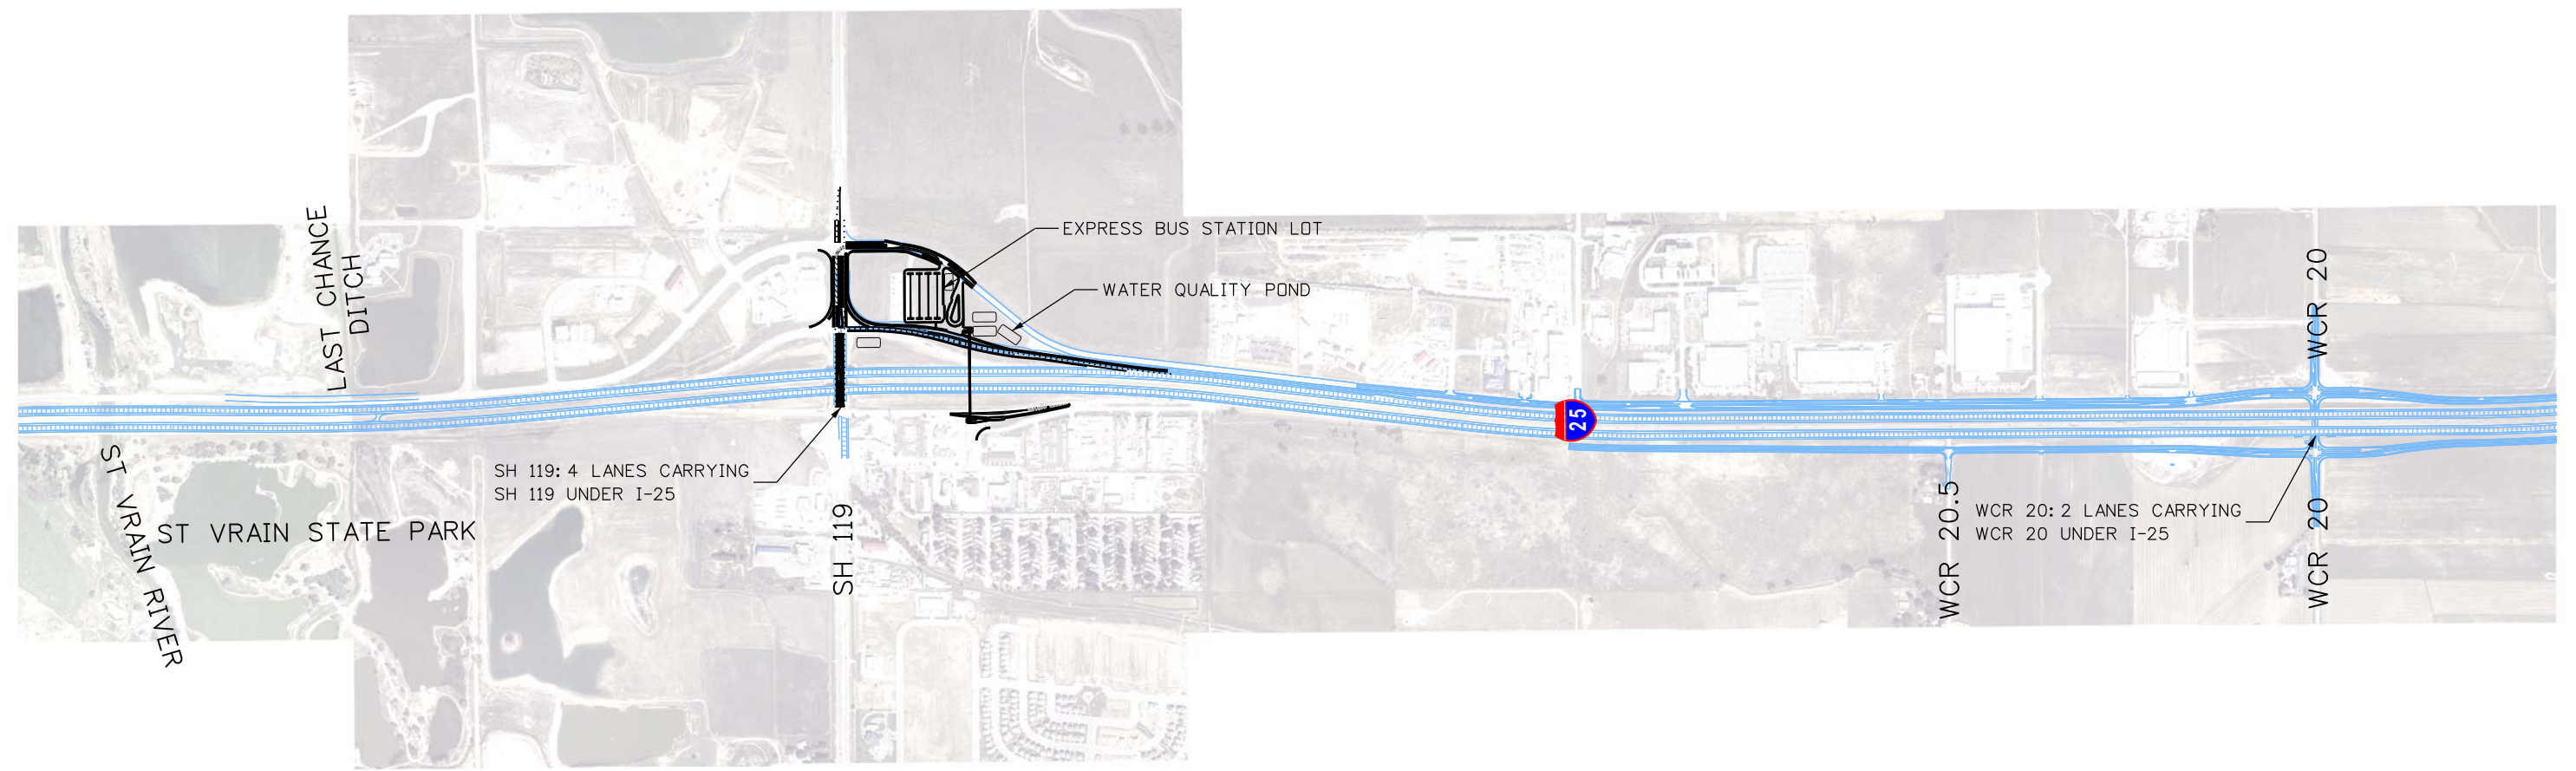 LAST CHANCE
DITCH
EXPRESS BUS STATION LOT
WATER QUALITY POND
WCR 20
25
SH 119: 4 LANES CARRYING
SH 119 UNDER I-25
ST VRAIN STATE PARK
ST VRAIN RIVER
SH 119
WCR 20.5
WCR 20: 2 LANES CARRYING
WCR 20 UNDER I-25
WCR 20